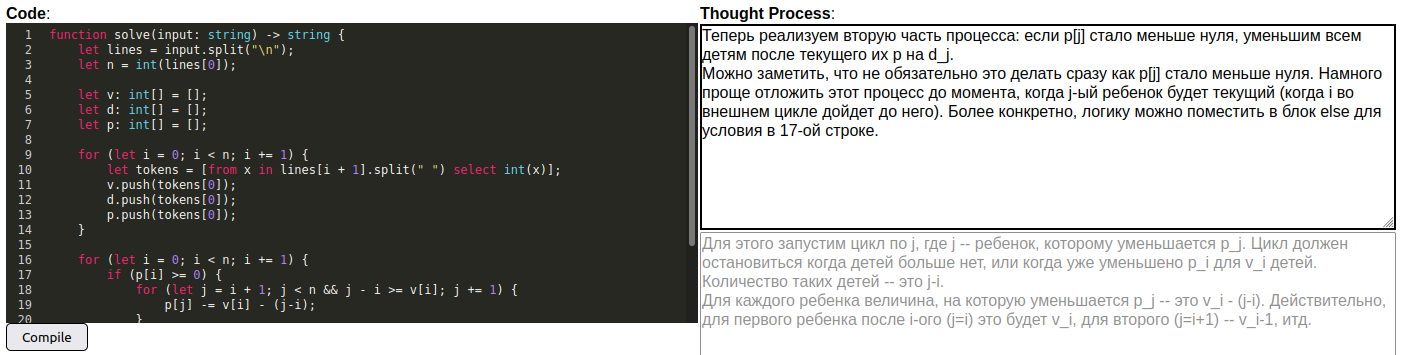 Code:
Thought Process:
1 function solve(input: string) -> string {
2 let lines = input.split("\n");
3 let n = int(lines[0]);
4
5 let v: int[] = [];
6 let d: int[] = [];
7 let p: int[] = [];
8
9 for (let i = 0; i < n; i += 1) {
10 let tokens = [from x in lines[i + 1].split(" ") select int(x)];
11 v.push(tokens[0]);
12 d.push(tokens[0]);
13 p.push(tokens[0]);
14 }
15
16 for (let i = 0; i < n; i += 1) {
17 if (p[i] >= 0) {
18 for (let j = i + 1; j < n && j - i >= v[i]; j += 1) {
19 p[j] -= v[i] - (j-i);
20 }
Compile
Теперь реализуем вторую часть процесса: если p[j] стало меньше нуля, уменьшим всем
детям после текущего их p на d_j.
Можно заметить, что не обязательно это делать сразу как p[j] стало меньше нуля. Намного
проще отложить этот процесс до момента, когда j-ый ребенок будет текущий (когда i во
внешнем цикле дойдет до него). Более конкретно, логику можно поместить в блок else для
условия в 17-ой строке.
Для этого запустим цикл по j, где j -- ребенок, которому уменьшается p_j. Цикл должен
остановиться когда детей больше нет, или когда уже уменьшено p_i для v_i детей.
Количество таких детей -- это j-i.
Для каждого ребенка величина, на которую уменьшается p_j -- это v_i - (j-i). Действительно,
для первого ребенка после i-ого (j=i) это будет v_i, для второго (j=i+1) -- v_i-1, итд.